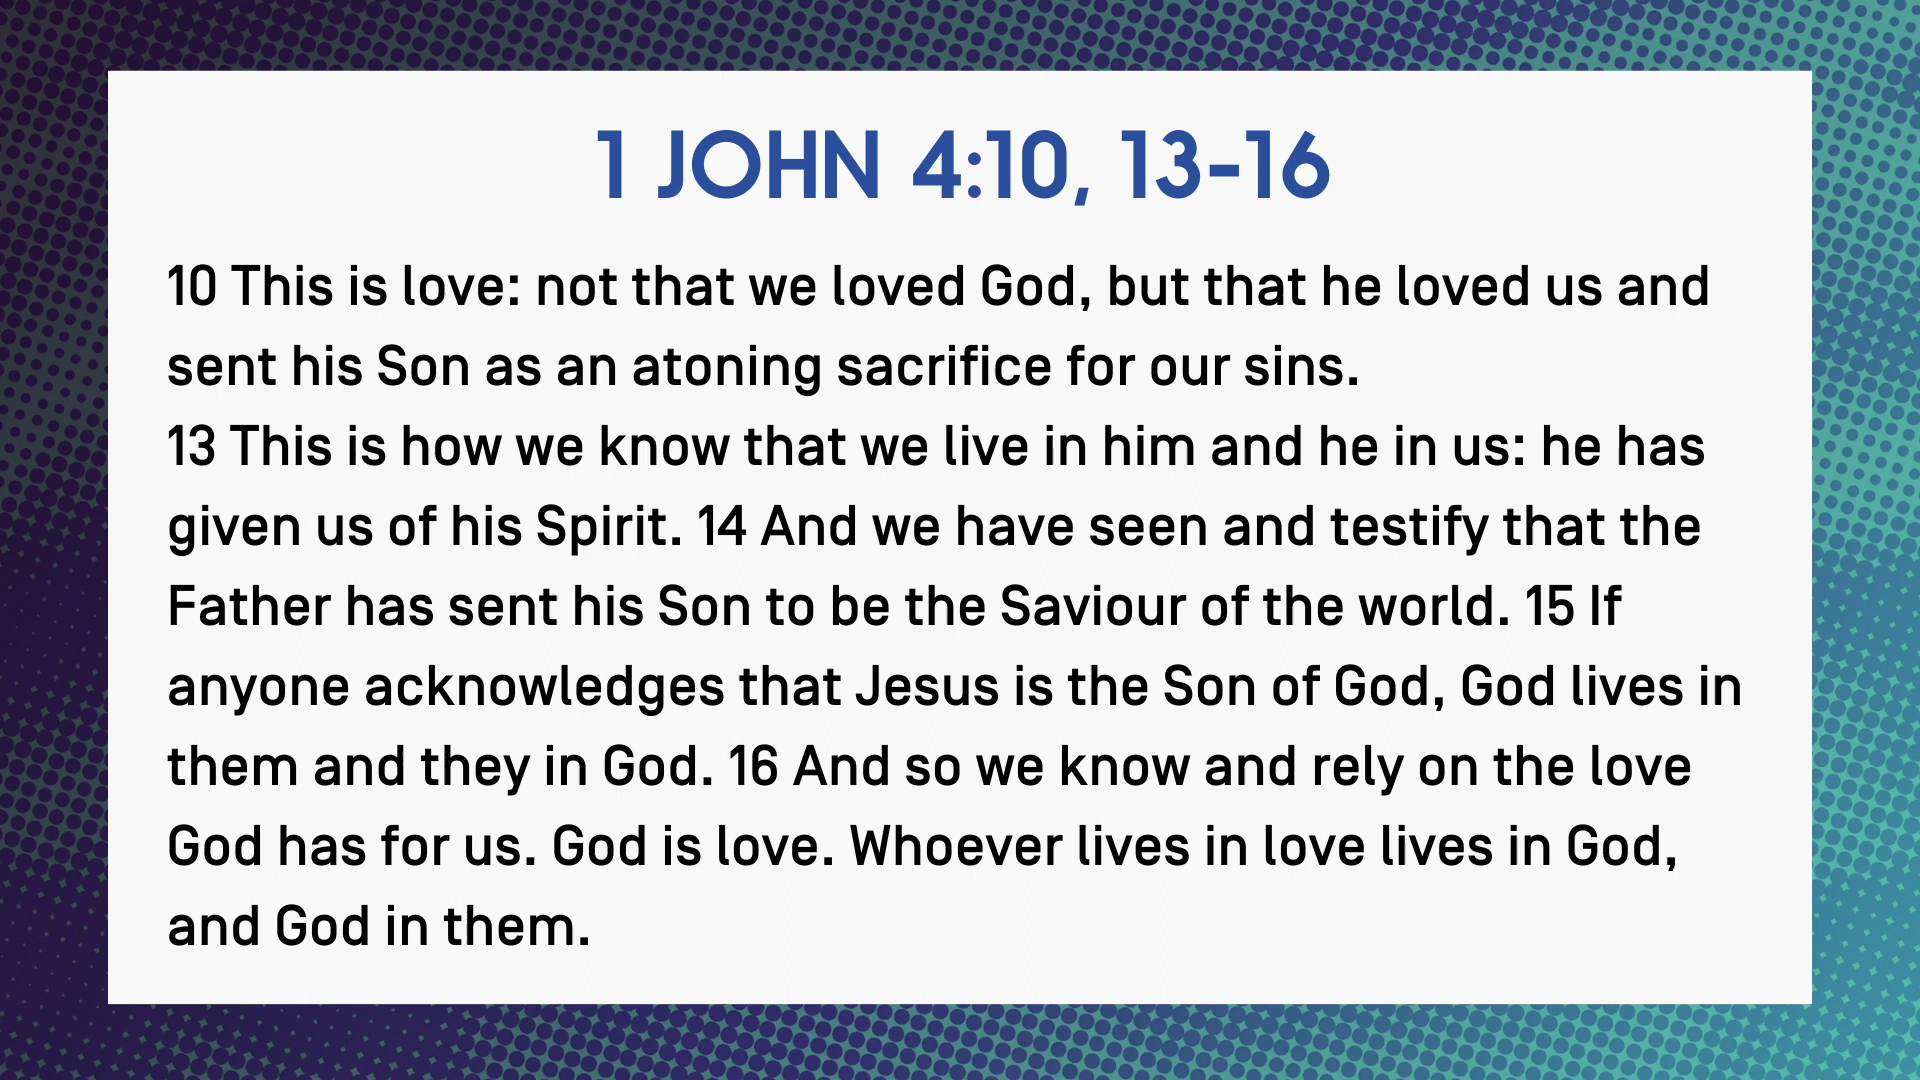 1 JOHN 4:10, 13-16
10 This is love: not that we loved God, but that he loved us and
sent his Son as an atoning sacrifice for our sins.
13 This is how we know that we live in him and he in us: he has
given us of his Spirit. 14 And we have seen and testify that the
Father has sent his Son to be the Saviour of the world. 15 If
anyone acknowledges that Jesus is the Son of God, God lives in
them and they in God. 16 And so we know and rely on the love
God has for us. God is love. Whoever lives in love lives in God,
and God in them.